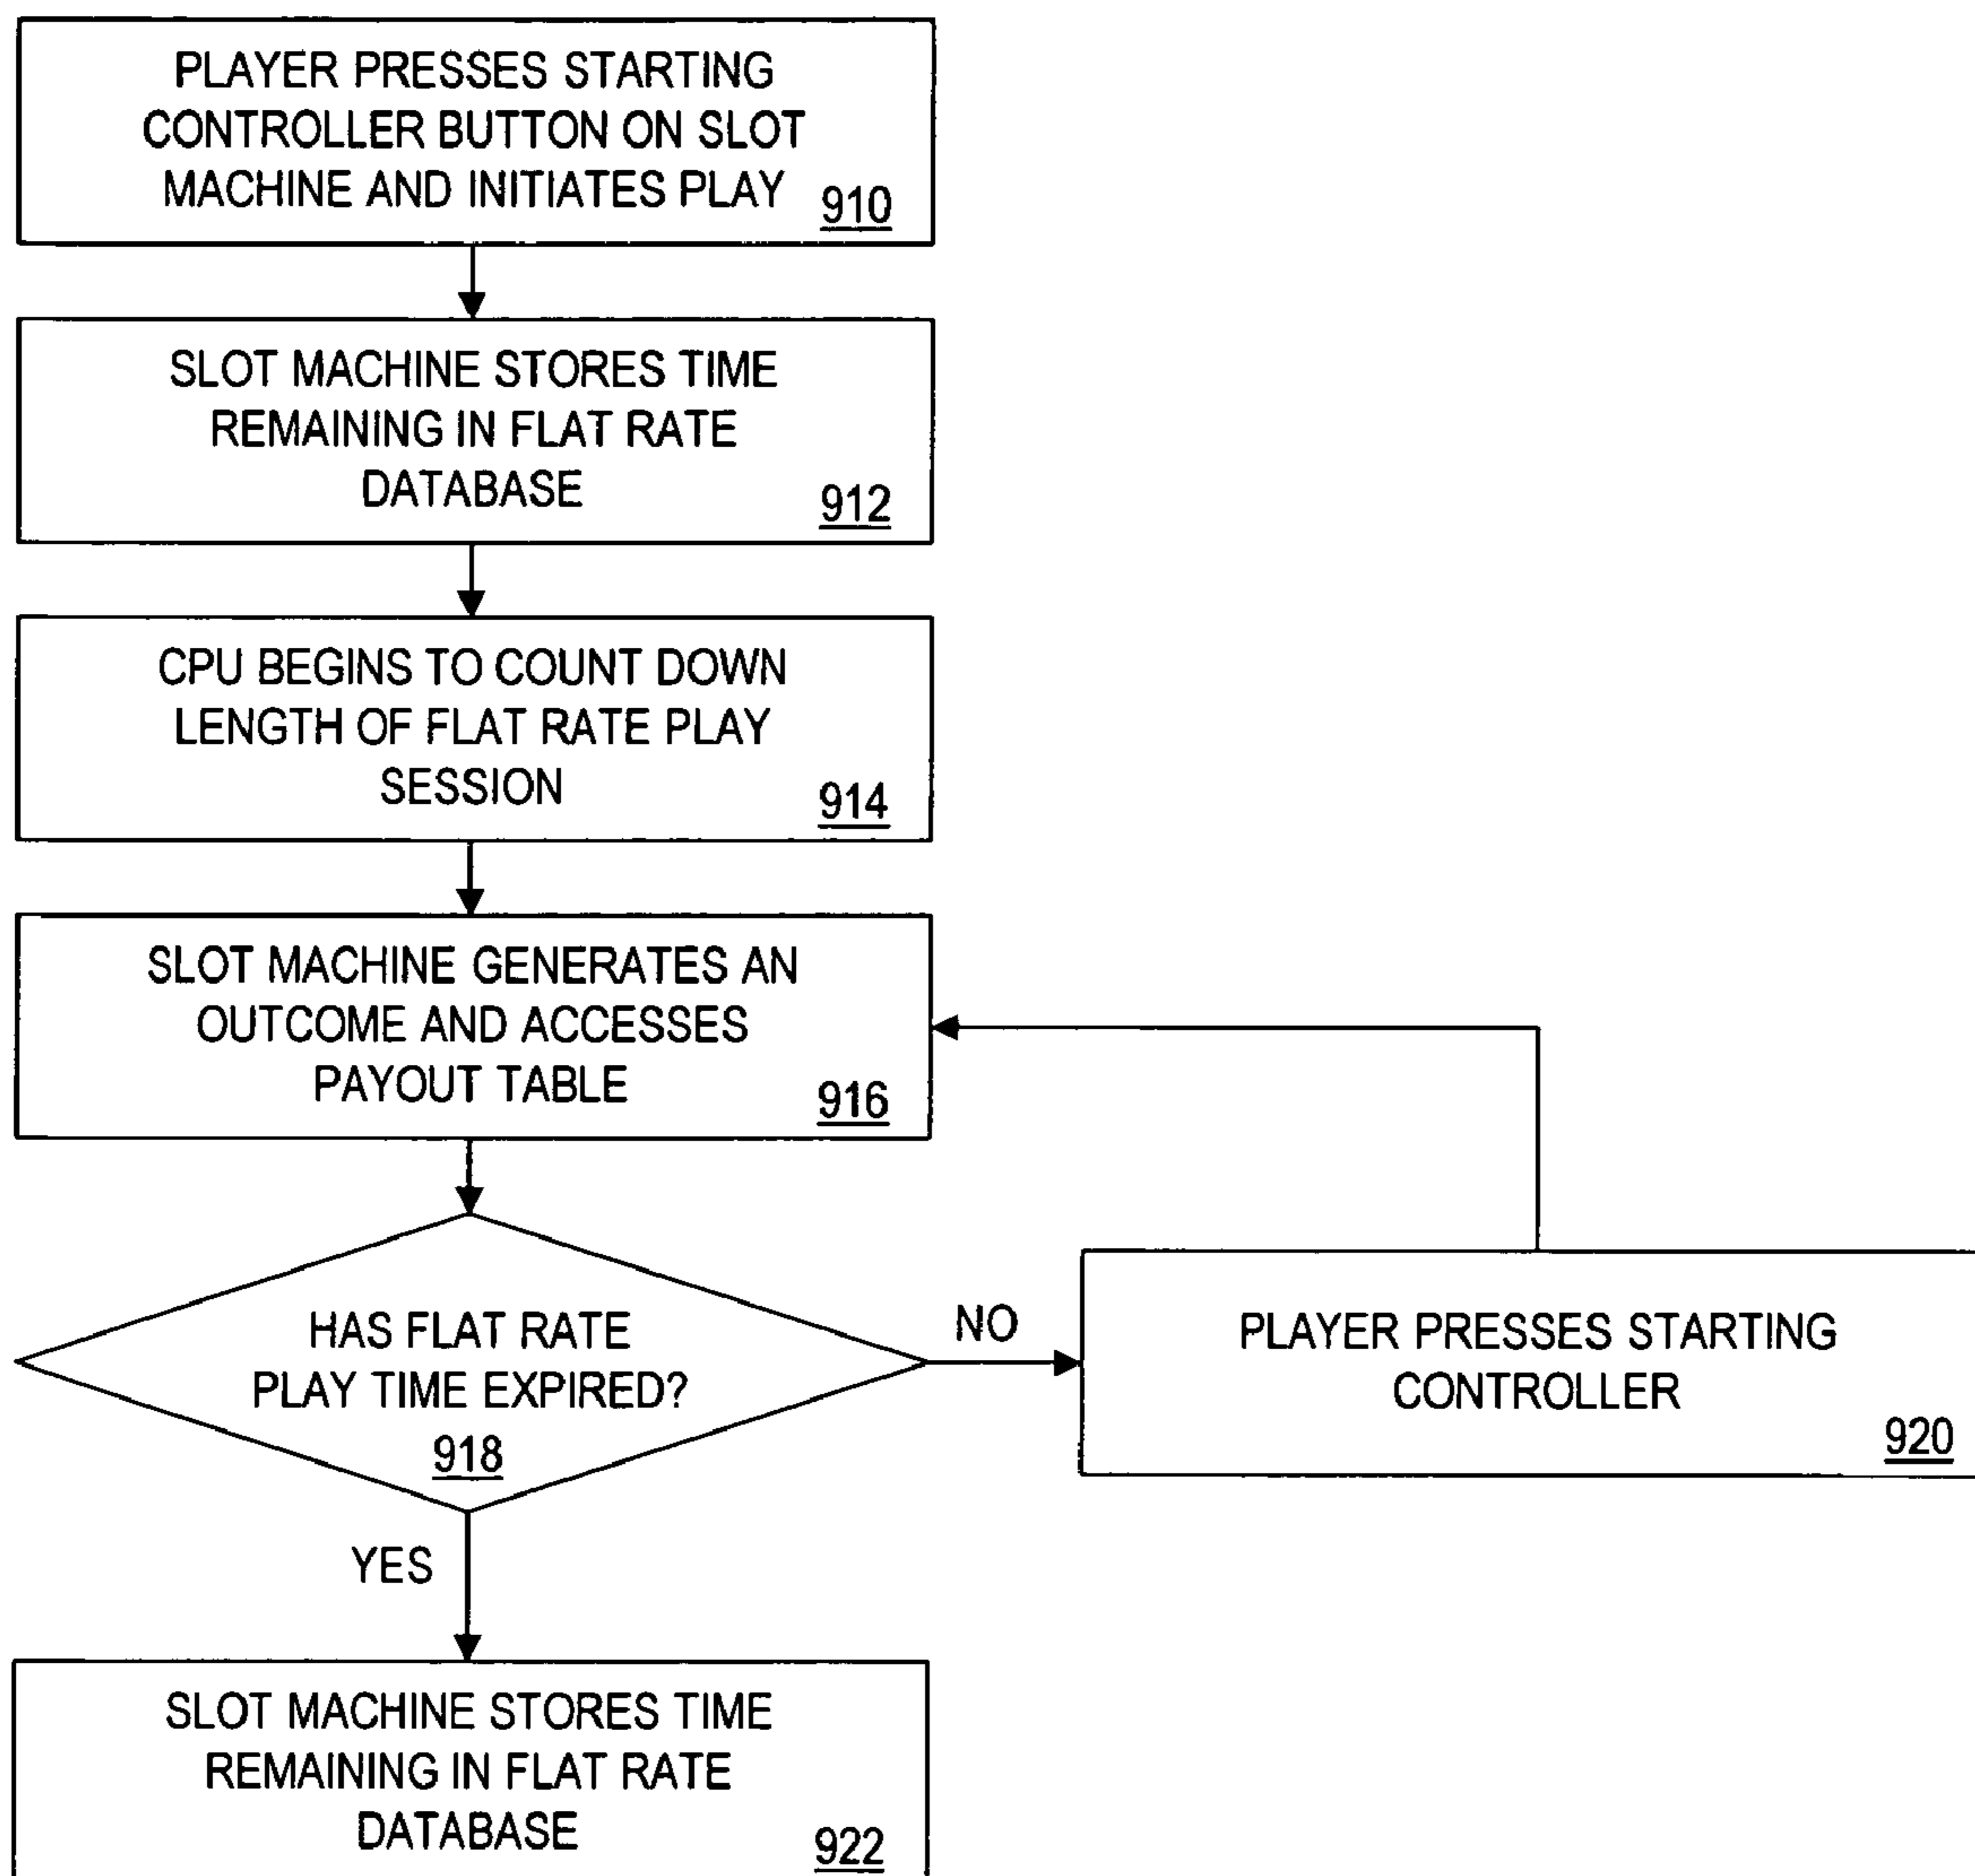 PLAYER PRESSES STARTING
CONTROLLER BUTTON ON SLOT
MACHINE AND INITIATES PLAY
910
SLOT MACHINE STORES TIME
REMAINING IN FLAT RATE
DATABASE
912
CPU BEGINS TO COUNT DOWN
LENGTH OF FLAT RATE PLAY
SESSION
914
SLOT MACHINE GENERATES AN
OUTCOME AND ACCESSES
PAYOUT TABLE
916
HAS FLAT RATE
PLAY TIME EXPIRED?
918
NO
PLAYER PRESSES STARTING
CONTROLLER
920
YES
SLOT MACHINE STORES TIME
REMAINING IN FLAT RATE
DATABASE
922